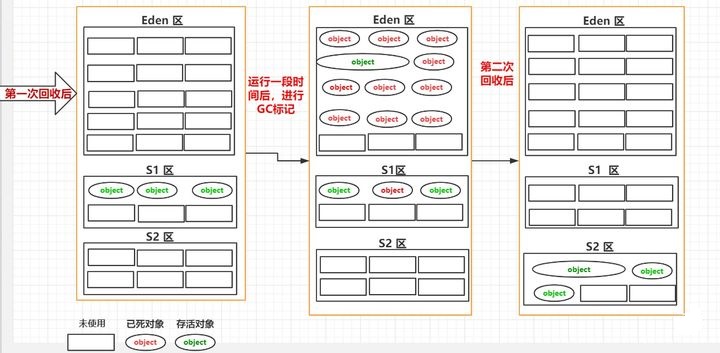 第一次回收后
Eden 区
S1 区
object object object
S2 区
运行一段时
间后，进行
GC标记
Eden 区
object object object
object object
object object object
object object object
S1区
object object object
S2 区
第二次
回收后
Eden 区
S1 区
S2 区
object object
object
未使用 已死对象 存活对象
object object